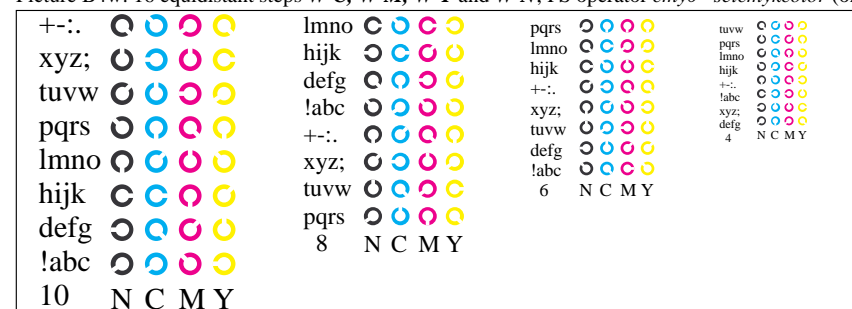 +-:.
xyz;
tuvw
pqrs
lmno
hijk
defg
!abc
10 N C M Y
lmno
hijk
defg
!abc
+-:.
xyz;
tuvw
pqrs
8 N C M Y
pqrs
lmno
hijk
+-:.
xyz;
tuvw
defg
!abc
6 N C M Y
tuvw
pqrs
lmno
hijk
+-:.
!abc
xyz;
defg
4 N C M Y